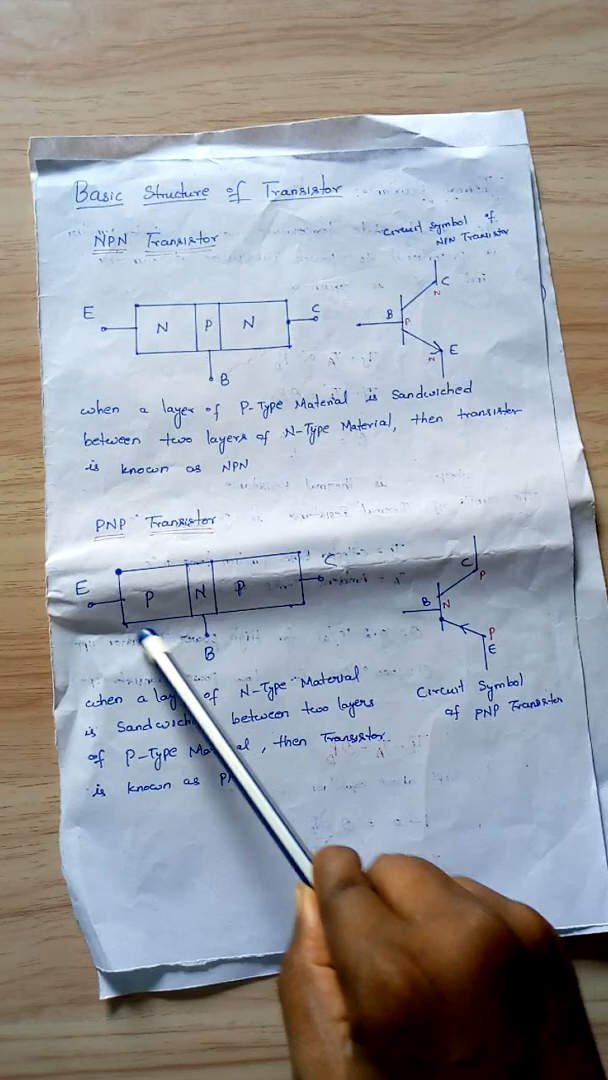 Basic Structure of Transistor
NPN Transistor
circuit symbol of
NPN Transistor
E N P N C
B
B P C N
N E
when a layer of P-Type Material is Sandwiched
between two layers of N-Type Material, then transistor
is known as NPN
PNP Transistor
E P N P C
B
C P
B N
P
E
when a lay of N-Type Material
is Sandwich between two layers
of P-Type Ma al, then Transistor
is known as P
Circuit Symbol
of PNP Transistor